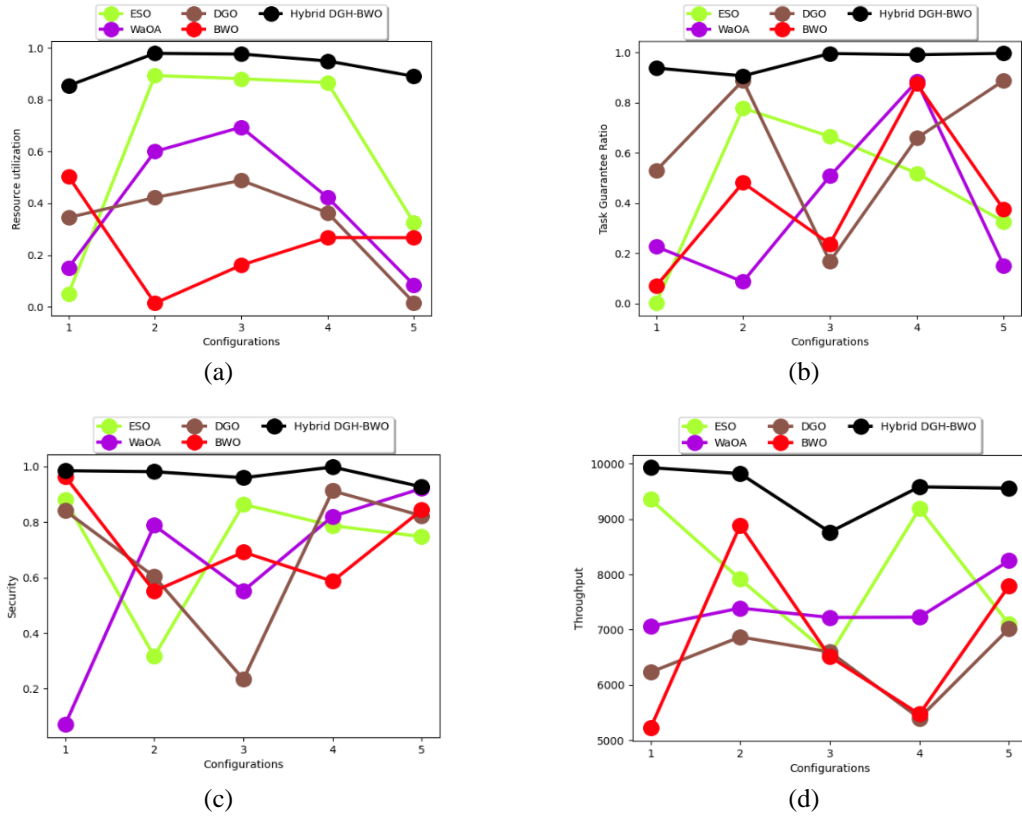 ESO DGO Hybrid DGH-BWO
WaOA BWO
1.0
0.8
0.6
0.4
0.2
0.0
Resource utilization
1 2 3 4 5
Configurations
(a)
ESO DGO Hybrid DGH-BWO
WaOA BWO
1.0
0.8
0.6
0.4
0.2
0.0
Task Guarantee Ratio
1 2 3 4 5
Configurations
(b)
ESO DGO Hybrid DGH-BWO
WaOA BWO
1.0
0.8
0.6
0.4
0.2
Security
1 2 3 4 5
Configurations
(c)
ESO DGO Hybrid DGH-BWO
WaOA BWO
10000
9000
8000
7000
6000
5000
Throughput
1 2 3 4 5
Configurations
(d)